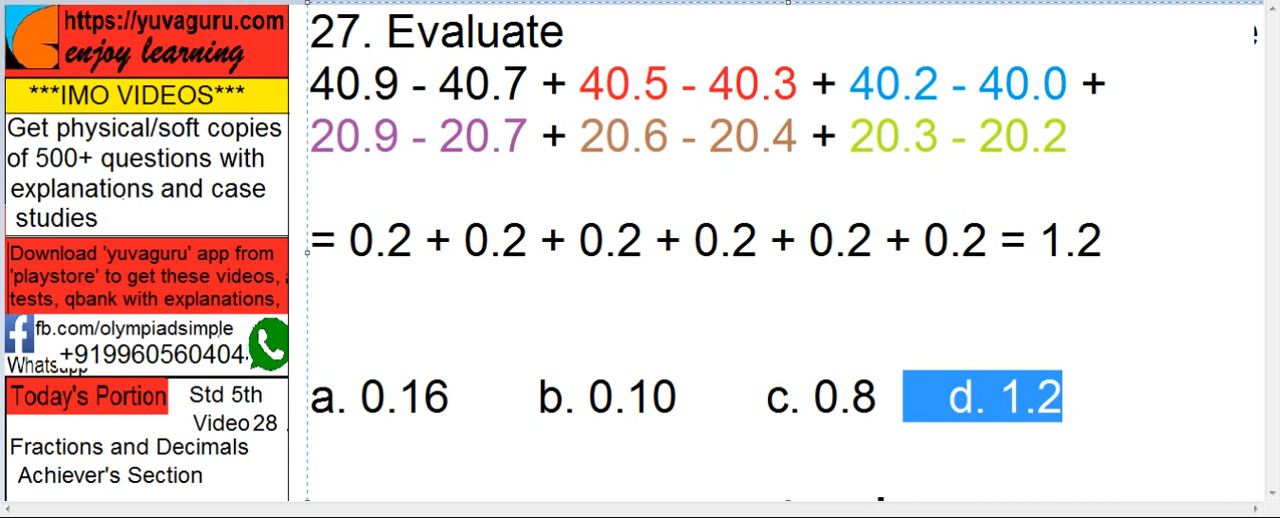 https://yuvaguru.com
enjoy learning
***IMO VIDEOS***
Get physical/soft copies
of 500+ questions with
explanations and case
studies
Download 'yuvaguru' app from
'playstore' to get these videos,
tests, qbank with explanations,
fb.com/olympiadsimple
+919960560404
Whatsapp
Today's Portion Std 5th
Video 28
Fractions and Decimals
Achiever's Section
27. Evaluate
40.9 - 40.7 + 40.5 - 40.3 + 40.2 - 40.0 +
20.9 - 20.7 + 20.6 - 20.4 + 20.3 - 20.2
= 0.2 + 0.2 + 0.2 + 0.2 + 0.2 + 0.2 = 1.2
a. 0.16 b. 0.10 c. 0.8 d. 1.2